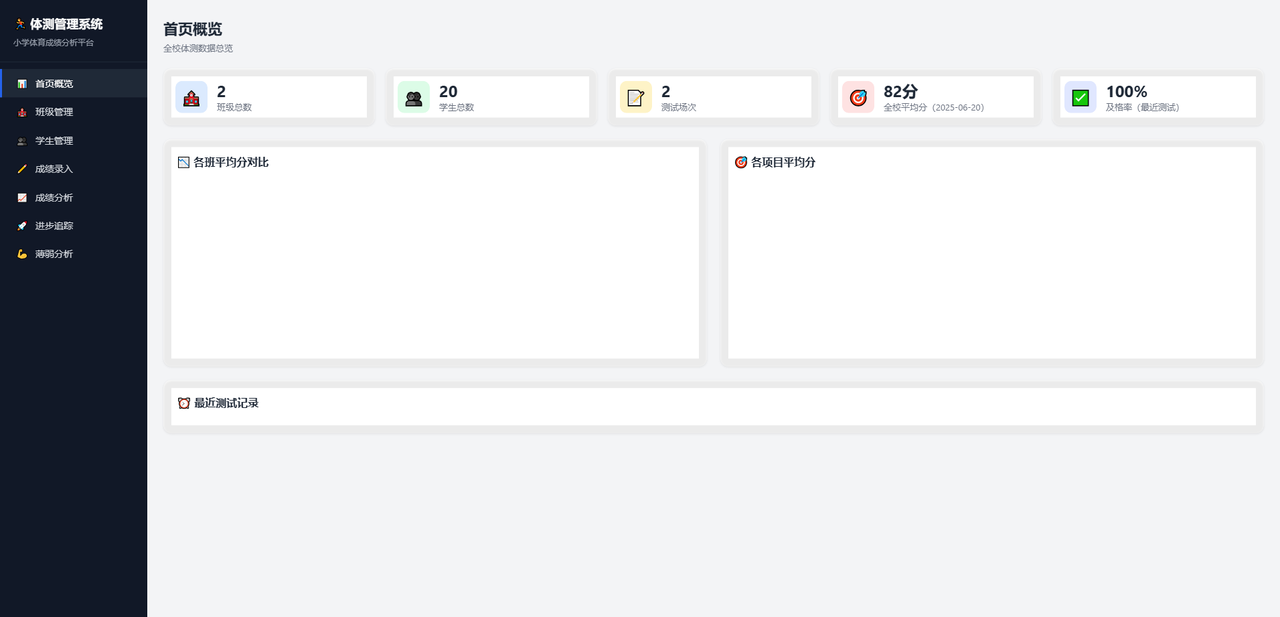 体测管理系统
小学体育成绩分析平台
首页概览
班级管理
学生管理
成绩录入
成绩分析
进步追踪
薄弱分析
首页概览
全校体测数据总览
2
班级总数
20
学生总数
2
测试场次
82分
全校平均分（2025-06-20）
100%
及格率（最近测试）
各班平均分对比
各项目平均分
最近测试记录